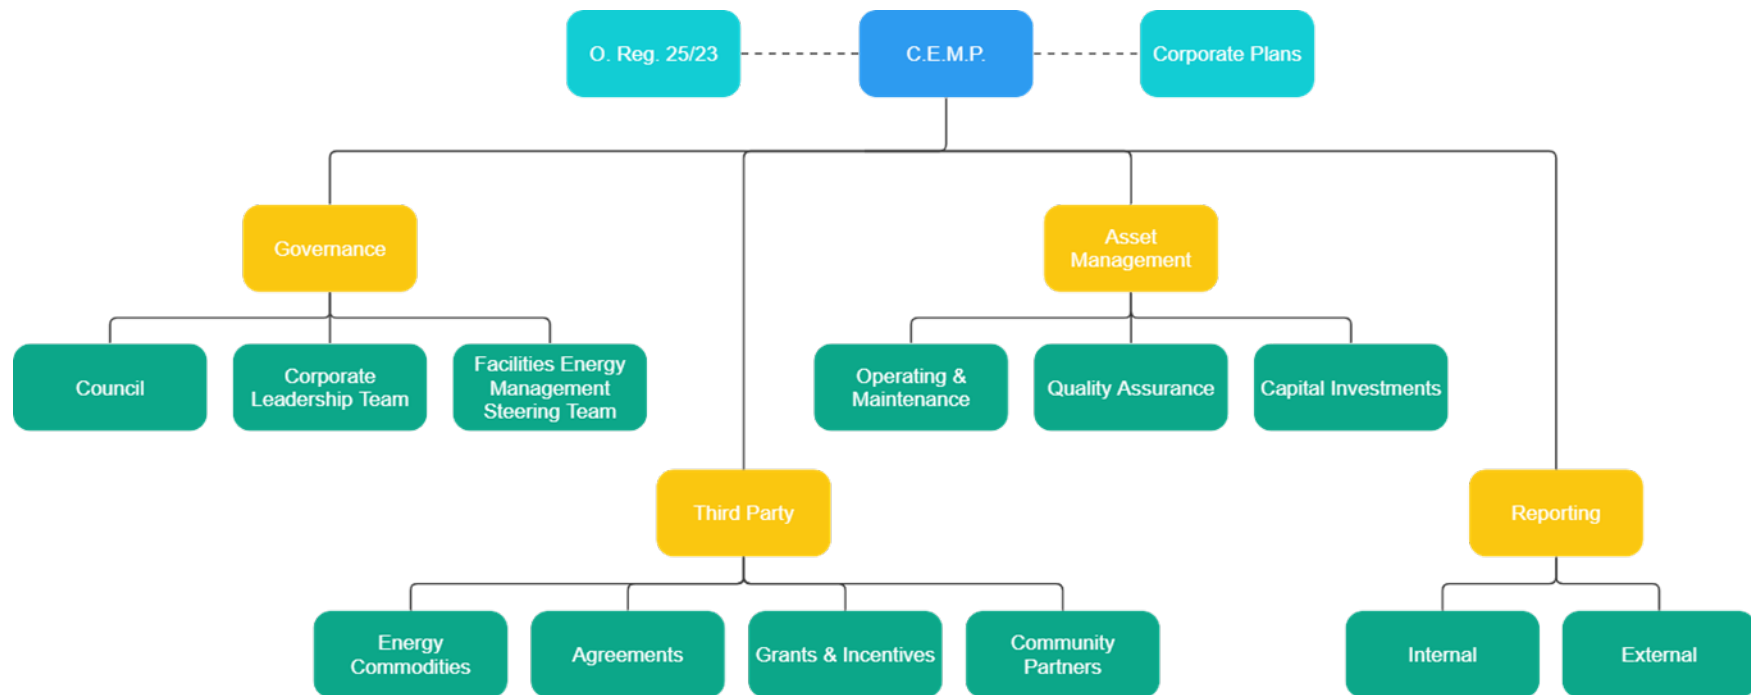 O. Reg. 25/23
C.E.M.P.
Corporate Plans
Governance
Asset
Management
Council
Corporate
Leadership Team
Facilities Energy
Management
Steering Team
Operating &
Maintenance
Quality Assurance
Capital Investments
Third Party
Reporting
Energy
Commodities
Agreements
Grants & Incentives
Community
Partners
Internal
External